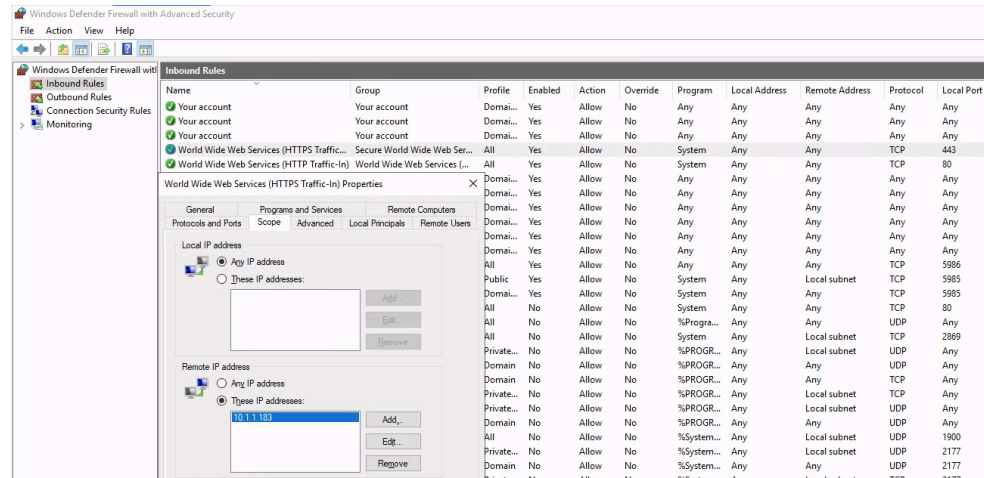 Windows Defender Firewall with Advanced Security
File Action View Help
Windows Defender Firewall witl
Inbound Rules
Outbound Rules
Connection Security Rules
Monitoring
Inbound Rules
Name Group Profile Enabled Action Override Program Local Address Remote Address Protocol Local Port
Your account Your account Domai... Yes Allow No Any Any Any Any Any
Your account Your account Domai... Yes Allow No Any Any Any Any Any
Your account Your account Domai... Yes Allow No Any Any Any Any Any
World Wide Web Services (HTTPS Traffic... Secure World Wide Web Ser... All Yes Allow No System Any Any TCP 443
World Wide Web Services (HTTP Traffic-In) World Wide Web Services (... All Yes Allow No System Any Any TCP 80
Domai... Yes Allow No Any Any Any Any Any
Domai... Yes Allow No Any Any Any Any Any
Domai... Yes Allow No Any Any Any Any Any
Domai... Yes Allow No Any Any Any Any Any
Domai... Yes Allow No Any Any Any Any Any
Domai... Yes Allow No Any Any Any Any Any
All Yes Allow No Any Any Any TCP 5986
Public Yes Allow No System Any Local subnet TCP 5985
Domai... Yes Allow No System Any Any TCP 5985
All No Allow No System Any Any TCP 80
All No Allow No %Progra... Any Any UDP Any
All No Allow No System Any Local subnet TCP 2869
Private... No Allow No %PROGR... Any Local subnet UDP Any
Domain No Allow No %PROGR... Any Any UDP Any
Domain No Allow No %PROGR... Any Any TCP Any
Private... No Allow No %PROGR... Any Local subnet TCP Any
Private... No Allow No %PROGR... Any Local subnet UDP Any
Domain No Allow No %PROGR... Any Any UDP Any
All No Allow No %System... Any Local subnet UDP 1900
Private... No Allow No %System... Any Local subnet UDP 2177
Domain No Allow No %System... Any Any UDP 2177
World Wide Web Services (HTTPS Traffic-In) Properties
General Programs and Services Remote Computers
Protocols and Ports Scope Advanced Local Principals Remote Users
Local IP address
Any IP address
These IP addresses:
Add...
Edit...
Remove
Remote IP address
Any IP address
These IP addresses:
10.1.1.183
Add...
Edit...
Remove